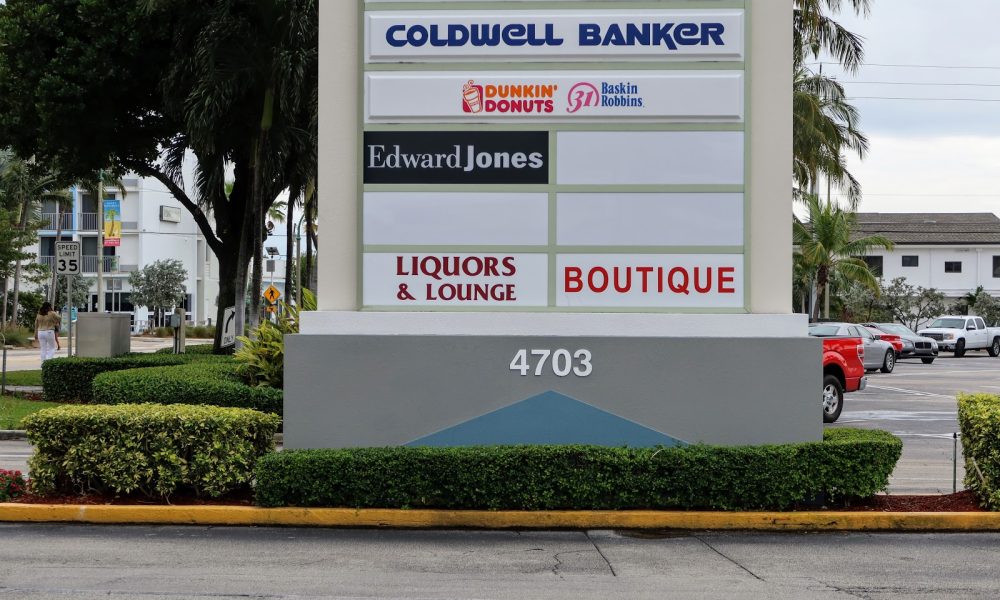 COLDWELL BANKER
DUNKIN' DONUTS
31 Baskin Robbins
Edward Jones
LIQUORS & LOUNGE
BOUTIQUE
4703
SPEED LIMIT 35